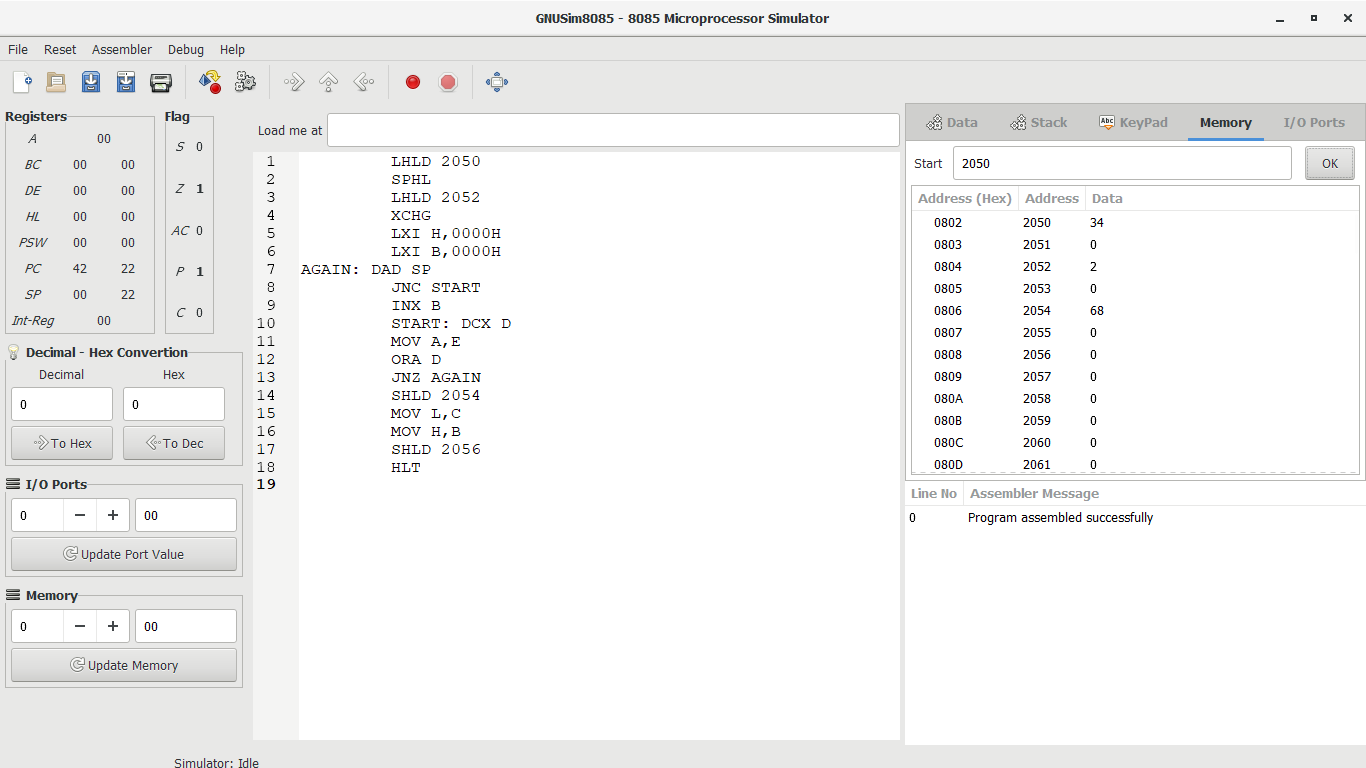 GNUSim8085 - 8085 Microprocessor Simulator
File Reset Assembler Debug Help
Registers
A 00
BC 00 00
DE 00 00
HL 00 00
PSW 00 00
PC 42 22
SP 00 22
Int-Reg 00
Flag
S 0
Z 1
AC 0
P 1
C 0
Decimal - Hex Convertion
Decimal Hex
0 0
To Hex To Dec
I/O Ports
0 − + 00
Update Port Value
Memory
0 − + 00
Update Memory
Load me at
1 LHLD 2050
2 SPHL
3 LHLD 2052
4 XCHG
5 LXI H,0000H
6 LXI B,0000H
7 AGAIN: DAD SP
8 JNC START
9 INX B
10 START: DCX D
11 MOV A,E
12 ORA D
13 JNZ AGAIN
14 SHLD 2054
15 MOV L,C
16 MOV H,B
17 SHLD 2056
18 HLT
19
Data Stack Abc KeyPad Memory I/O Ports
Start 2050 OK
Address (Hex) Address Data
0802 2050 34
0803 2051 0
0804 2052 2
0805 2053 0
0806 2054 68
0807 2055 0
0808 2056 0
0809 2057 0
080A 2058 0
080B 2059 0
080C 2060 0
080D 2061 0
Line No Assembler Message
0 Program assembled successfully
Simulator: Idle